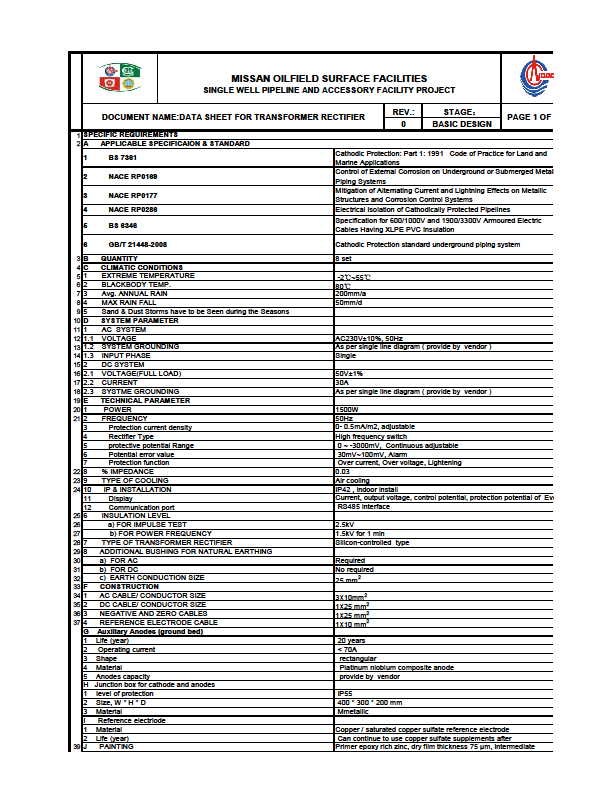 MISSAN OILFIELD SURFACE FACILITIES
SINGLE WELL PIPELINE AND ACCESSORY FACILITY PROJECT
DOCUMENT NAME:DATA SHEET FOR TRANSFORMER RECTIFIER
REV.: STAGE： PAGE 1 OF
0 BASIC DESIGN
1 SPECIFIC REQUIREMENTS
2 A APPLICABLE SPECIFICAION & STANDARD
1 BS 7361 Cathodic Protection: Part 1: 1991 Code of Practice for Land and
Marine Applications
2 NACE RP0169 Control of External Corrosion on Underground or Submerged Metal
Piping Systems
3 NACE RP0177 Mitigation of Alternating Current and Lightning Effects on Metallic
Structures and Corrosion Control Systems
4 NACE RP0286 Electrical Isolation of Cathodically Protected Pipelines
5 BS 6346 Specification for 600/1000V and 1900/3300V Armoured Electric
Cables Having XLPE PVC Insulation
6 GB/T 21448-2008 Cathodic Protection standard underground piping system
3 B QUANTITY 8 set
4 C CLIMATIC CONDITIONS
5 1 EXTREME TEMPERATURE -2℃~55℃
6 2 BLACKBODY TEMP. 80℃
7 3 Avg. ANNUAL RAIN 200mm/a
8 4 MAX RAIN FALL 50mm/d
9 5 Sand & Dust Storms have to be Seen during the Seasons
10 D SYSTEM PARAMETER
11 1 AC SYSTEM
12 1.1 VOLTAGE AC230V±10%, 50Hz
13 1.2 SYSTEM GROUNDING As per single line diagram ( provide by vendor )
14 1.3 INPUT PHASE Single
15 2 DC SYSTEM
16 2.1 VOLTAGE(FULL LOAD) 50V±1%
17 2.2 CURRENT 30A
18 2.3 SYSTME GROUNDING As per single line diagram ( provide by vendor )
19 E TECHNICAL PARAMETER
20 1 POWER 1500W
21 2 FREQUENCY 50Hz
3 Protection current density 0- 0.5mA/m2, adjustable
4 Rectifier Type High frequency switch
5 protective potential Range 0 ~ -3000mV, Continuous adjustable
6 Potential error value 30mV~100mV, Alarm
7 Protection function Over current, Over voltage, Lightening
22 8 % IMPEDANCE 0.03
23 9 TYPE OF COOLING Air cooling
24 10 IP & INSTALLATION IP42 , indoor install
11 Display Current, output voltage, control potential, protection potential of Eve
12 Communication port RS485 interface
25 6 INSULATION LEVEL
26 a) FOR IMPULSE TEST 2.5kV
27 b) FOR POWER FREQUENCY 1.5kV for 1 min
28 7 TYPE OF TRANSFORMER RECTIFIER Silicon-controlled type
29 8 ADDITIONAL BUSHING FOR NATURAL EARTHING
30 a) FOR AC Required
31 b) FOR DC No required
32 c) EARTH CONDUCTION SIZE 25 mm²
33 F CONSTRUCTION
34 1 AC CABLE/ CONDUCTOR SIZE 3X10mm²
35 2 DC CABLE/ CONDUCTOR SIZE 1X25 mm²
36 3 NEGATIVE AND ZERO CABLES 1X25 mm²
37 4 REFERENCE ELECTRODE CABLE 1X10 mm²
G Auxiliary Anodes (ground bed)
1 Life (year) 20 years
2 Operating current < 70A
3 Shape rectangular
4 Material Platinum niobium composite anode
5 Anodes capacity provide by vendor
H Junction box for cathode and anodes
1 level of protection IP55
2 Size, W * H * D 400 * 300 * 200 mm
3 Material Mmetallic
I Reference electriode
1 Material Copper / saturated copper sulfate reference electrode
2 Life (year) Can continue to use copper sulfate supplements after
39 J PAINTING Primer epoxy rich zinc, dry film thickness 75 μm, Intermediate